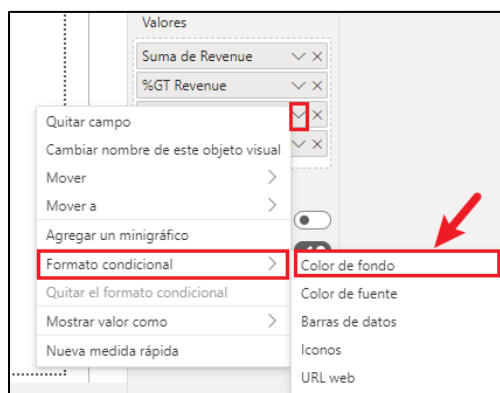 Valores
Suma de Revenue
%GT Revenue
Quitar campo
Cambiar nombre de este objeto visual
Mover
Mover a
Agregar un minigráfico
Formato condicional
Quitar el formato condicional
Mostrar valor como
Nueva medida rápida
Color de fondo
Color de fuente
Barras de datos
Iconos
URL web